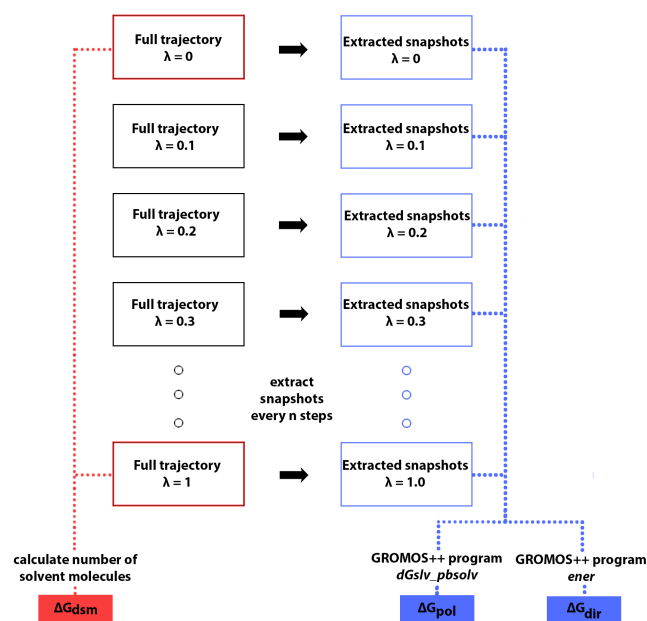 Full trajectory
λ = 0
Extracted snapshots
λ = 0
Full trajectory
λ = 0.1
Extracted snapshots
λ = 0.1
Full trajectory
λ = 0.2
Extracted snapshots
λ = 0.2
Full trajectory
λ = 0.3
Extracted snapshots
λ = 0.3
extract
snapshots
every n steps
Full trajectory
λ = 1
Extracted snapshots
λ = 1.0
calculate number of
solvent molecules
ΔGdsm
GROMOS++ program
dGslv_pbsolv
ΔGpol
GROMOS++ program
ener
ΔGdir